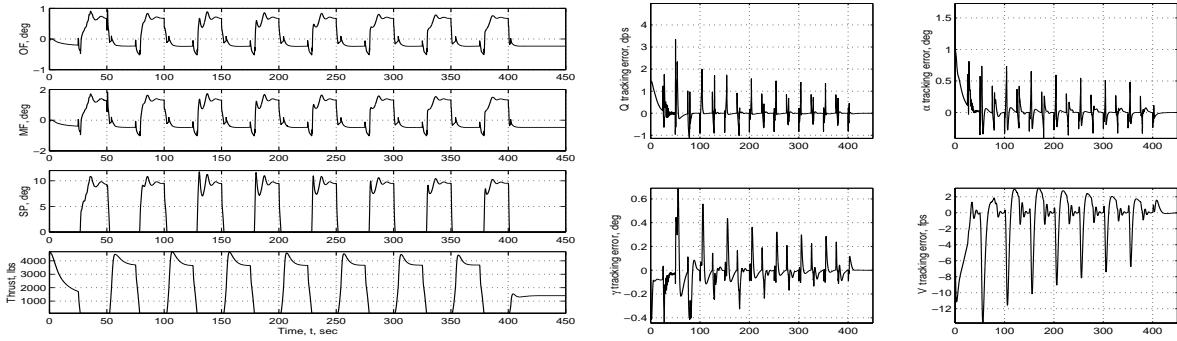 OF, deg
1
0
−1
0 50 100 150 200 250 300 350 400 450
MF, deg
2
0
−2
0 50 100 150 200 250 300 350 400 450
SP, deg
10
5
0
0 50 100 150 200 250 300 350 400 450
Thrust, lbs
4000
3000
2000
1000
0 50 100 150 200 250 300 350 400 450
Time, t, sec
Q tracking error, dps
5
4
3
2
1
0
−1
0 100 200 300 400
α tracking error, deg
1.5
1
0.5
0
0 100 200 300 400
γ tracking error, deg
0.6
0.4
0.2
0
−0.2
−0.4
0 100 200 300 400
V tracking error, fps
2
0
−2
−4
−6
−8
−10
−12
0 100 200 300 400